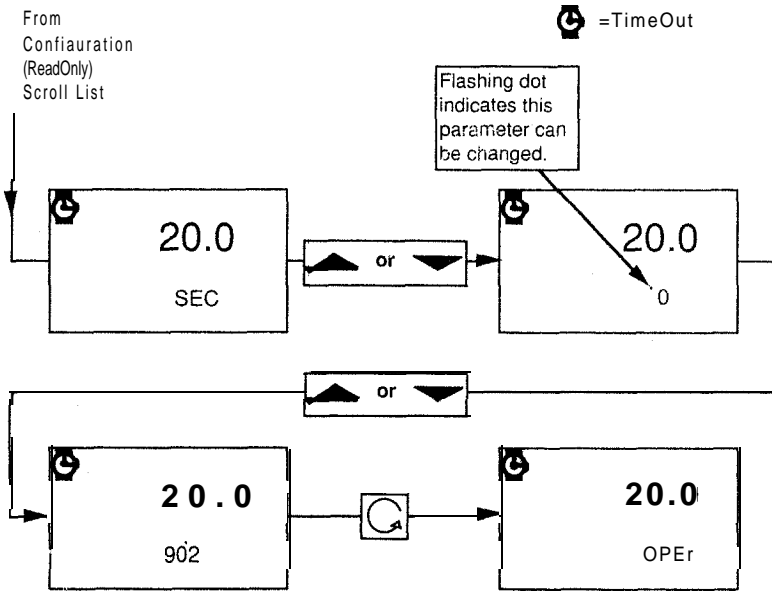 From
Confiauration
(ReadOnly)
Scroll List
=TimeOut
Flashing dot
indicates this
parameter can
be changed.
20.0
SEC
or
20.0
0
or
20.0
902
20.0
OPEr